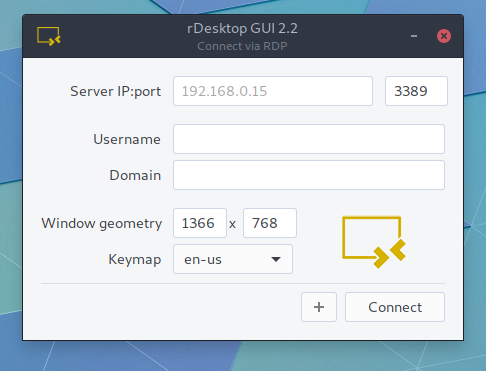 rDesktop GUI 2.2
Connect via RDP
Server IP:port 192.168.0.15 3389
Username
Domain
Window geometry 1366 x 768
Keymap en-us
+ Connect